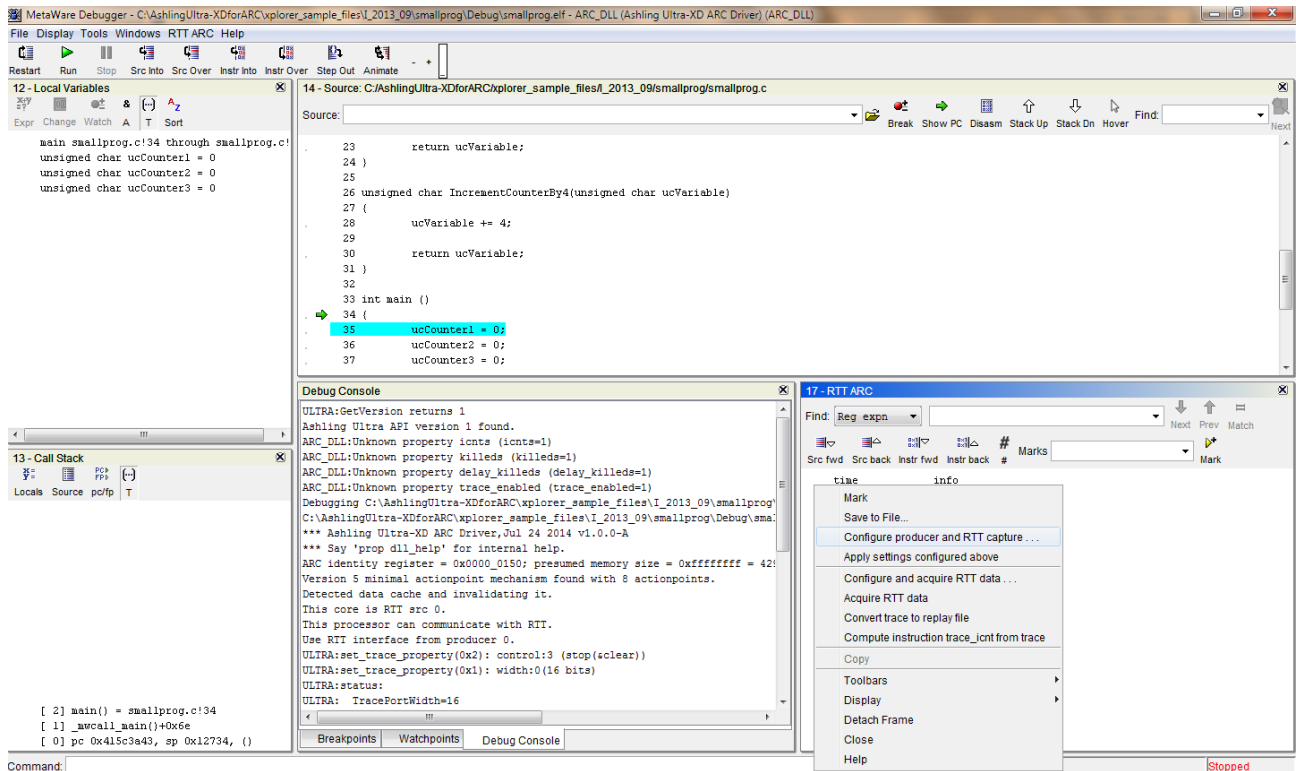 MetaWare Debugger - C:\AshlingUltra-XDforARC\xplorer_sample_files\I_2013_09\smallprog\Debug\smallprog.elf - ARC_DLL (Ashling Ultra-XD ARC Driver) (ARC_DLL)
File Display Tools Windows RTT ARC Help
Restart Run Stop Src Into Src Over Instr Into Instr Over Step Out Animate - +
12 - Local Variables
Expr Change Watch A T Sort
main smallprog.c!34 through smallprog.c!
unsigned char ucCounter1 = 0
unsigned char ucCounter2 = 0
unsigned char ucCounter3 = 0
13 - Call Stack
Locals Source pc/fp T
[ 2] main() = smallprog.c!34
[ 1] _mwcall_main()+0x6e
[ 0] pc 0x415c3a43, sp 0x12734, ()
14 - Source: C:/AshlingUltra-XDforARC/xplorer_sample_files/I_2013_09/smallprog/smallprog.c
Source: Break Show PC Disasm Stack Up Stack Dn Hover Find: Next
23 return ucVariable;
24 }
25
26 unsigned char IncrementCounterBy4(unsigned char ucVariable)
27 {
28 ucVariable += 4;
29
30 return ucVariable;
31 }
32
33 int main ()
34 {
35 ucCounter1 = 0;
36 ucCounter2 = 0;
37 ucCounter3 = 0;
Debug Console
ULTRA:GetVersion returns 1
Ashling Ultra API version 1 found.
ARC_DLL:Unknown property icnts (icnts=1)
ARC_DLL:Unknown property killeds (killeds=1)
ARC_DLL:Unknown property delay_killeds (delay_killeds=1)
ARC_DLL:Unknown property trace_enabled (trace_enabled=1)
Debugging C:\AshlingUltra-XDforARC\xplorer_sample_files\I_2013_09\smallprog\
C:\AshlingUltra-XDforARC\xplorer_sample_files\I_2013_09\smallprog\Debug\smal
*** Ashling Ultra-XD ARC Driver,Jul 24 2014 v1.0.0-A
*** Say 'prop dll_help' for internal help.
ARC identity register = 0x0000_0150; presumed memory size = 0xffffffff = 429
Version 5 minimal actionpoint mechanism found with 8 actionpoints.
Detected data cache and invalidating it.
This core is RTT src 0.
This processor can communicate with RTT.
Use RTT interface from producer 0.
ULTRA:set_trace_property(0x2): control:3 (stop(&clear))
ULTRA:set_trace_property(0x1): width:0(16 bits)
ULTRA:status:
ULTRA: TracePortWidth=16
Breakpoints Watchpoints Debug Console
17 - RTT ARC
Find: Reg expn Next Prev Match
Src fwd Src back Instr fwd Instr back # Marks Mark
time info
Mark
Save to File...
Configure producer and RTT capture . . .
Apply settings configured above
Configure and acquire RTT data . . .
Acquire RTT data
Convert trace to replay file
Compute instruction trace_icnt from trace
Copy
Toolbars
Display
Detach Frame
Close
Help
Command: Stopped